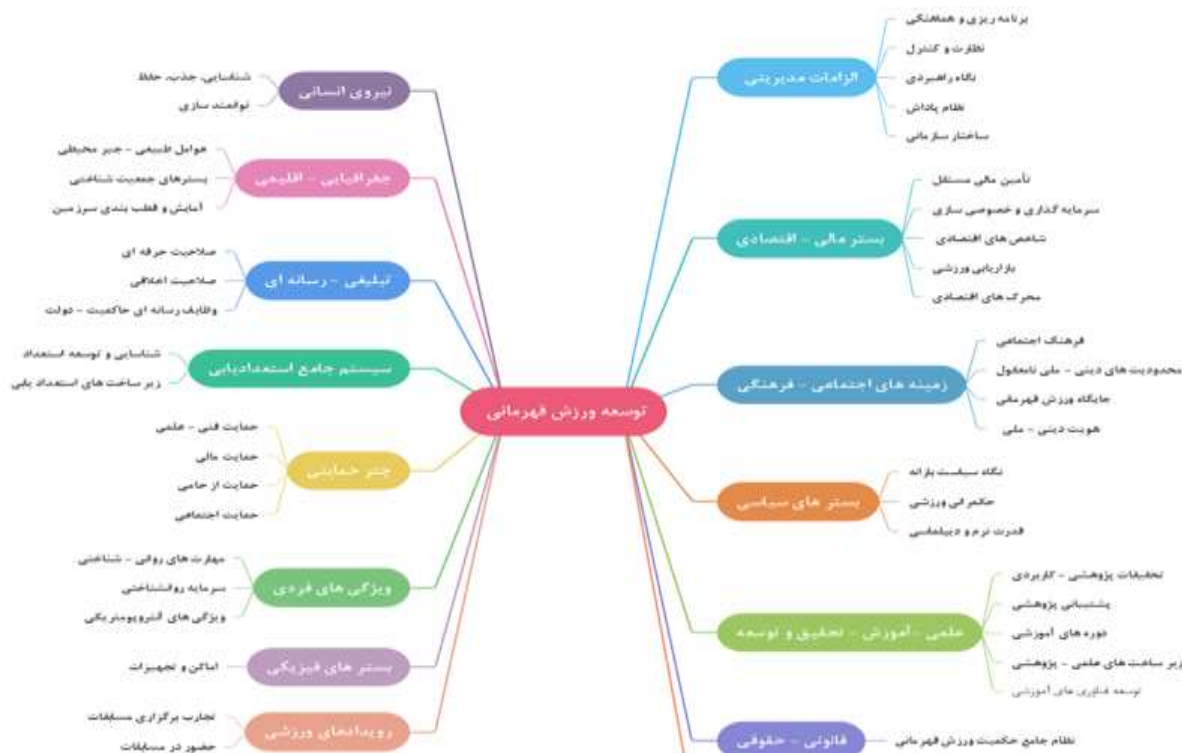 توسعه ورزش قهرمانی
الزامات مدیریتی
برنامه ریزی و هماهنگی
نظارت و کنترل
نگاه راهبردی
نظام پاداش
ساختار سازمانی
بستر مالی - اقتصادی
تأمین مالی مستقل
سرمایه گذاری و خصوصی سازی
شاخص های اقتصادی
بازاریابی ورزشی
محرک های اقتصادی
زمینه های اجتماعی - فرهنگی
فرهنگ اجتماعی
محدودیت های دینی - ملی نامعقول
جایگاه ورزش قهرمانی
هویت دینی - ملی
بستر های سیاسی
نگاه سیاست بازانه
حکمرانی ورزشی
قدرت نرم و دیپلماسی
علمی -آموزش - تحقیق و توسعه
تحقیقات پژوهشی - کاربردی
پشتیبانی پژوهشی
دوره های آموزشی
زیر ساخت های علمی - پژوهشی
توسعه فناوری های آموزشی
قانونی - حقوقی
نظام جامع حکمیت ورزش قهرمانی
نیروی انسانی
شناسایی، جذب، حفظ
توانمند سازی
جغرافیایی - اقلیمی
عوامل طبیعی - جبر محیطی
بسترهای جمعیت شناختی
آمایش و قطب بندی سرزمین
تبلیغی - رسانه ای
صلاحیت حرفه ای
صلاحیت اخلاقی
وظایف رسانه ای حاکمیت - دولت
سیستم جامع استعدادیابی
شناسایی و توسعه استعداد
زیر ساخت های استعداد یابی
چتر حمایتی
حمایت فنی - علمی
حمایت مالی
حمایت از حامی
حمایت اجتماعی
ویژگی های فردی
مهارت های روانی - شناختی
سرمایه روانشناختی
ویژگی های آنتروپومتریکی
بستر های فیزیکی
اماکن و تجهیزات
رویدادهای ورزشی
تجارب برگزاری مسابقات
حضور در مسابقات